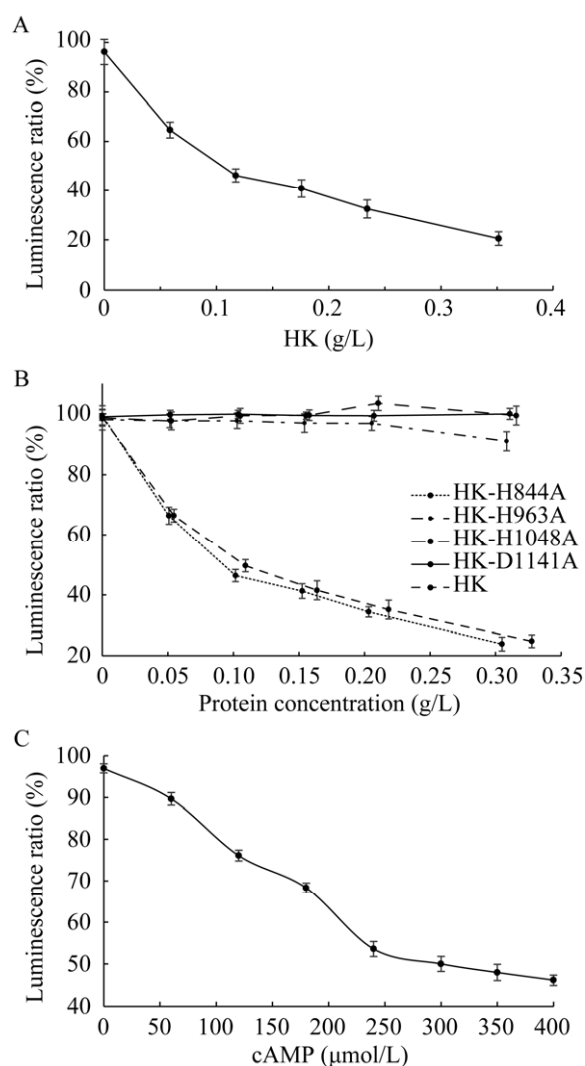 A
Luminescence ratio (%)
100
80
60
40
20
0
0
0.1
0.2
0.3
0.4
HK (g/L)
B
Luminescence ratio (%)
100
80
60
40
20
HK-H844A
HK-H963A
HK-H1048A
HK-D1141A
HK
0
0.05
0.10
0.15
0.20
0.25
0.30
0.35
Protein concentration (g/L)
C
Luminescence ratio (%)
100
90
80
70
60
50
40
0
50
100
150
200
250
300
350
400
cAMP (μmol/L)